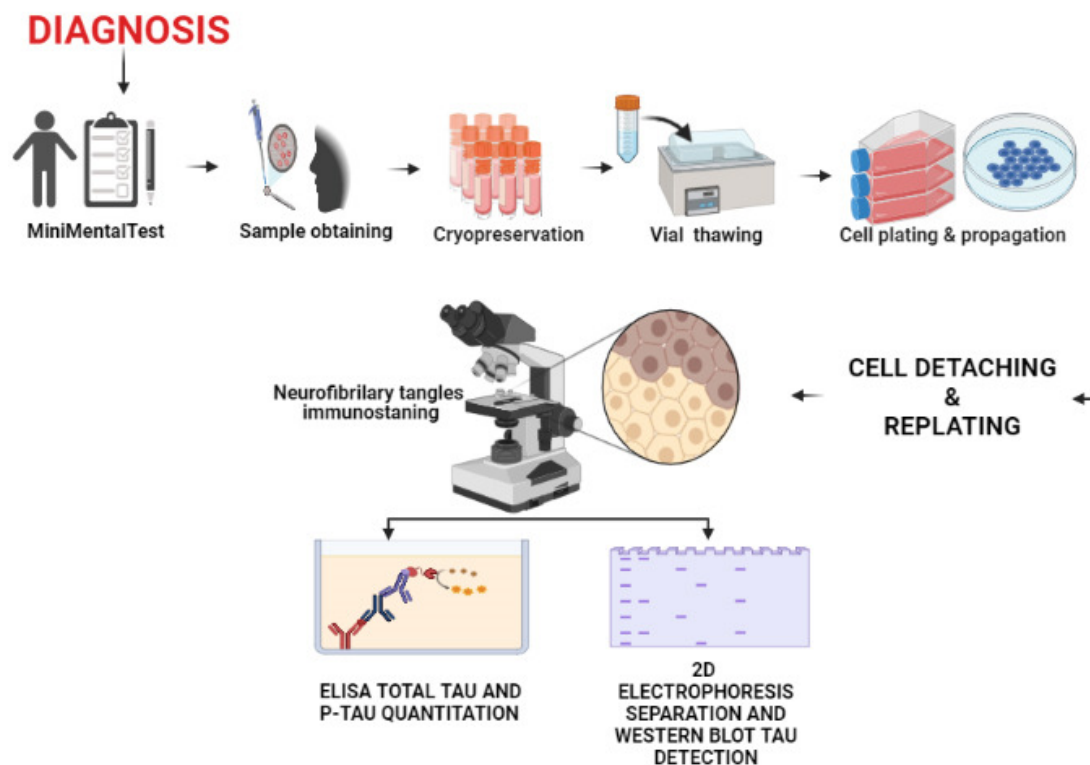 DIAGNOSIS
MiniMentalTest
Sample obtaining
Cryopreservation
Vial thawing
Cell plating & propagation
Neurofibrilary tangles
immunostaning
CELL DETACHING
&
REPLATING
ELISA TOTAL TAU AND
P-TAU QUANTITATION
2D
ELECTROPHORESIS
SEPARATION AND
WESTERN BLOT TAU
DETECTION